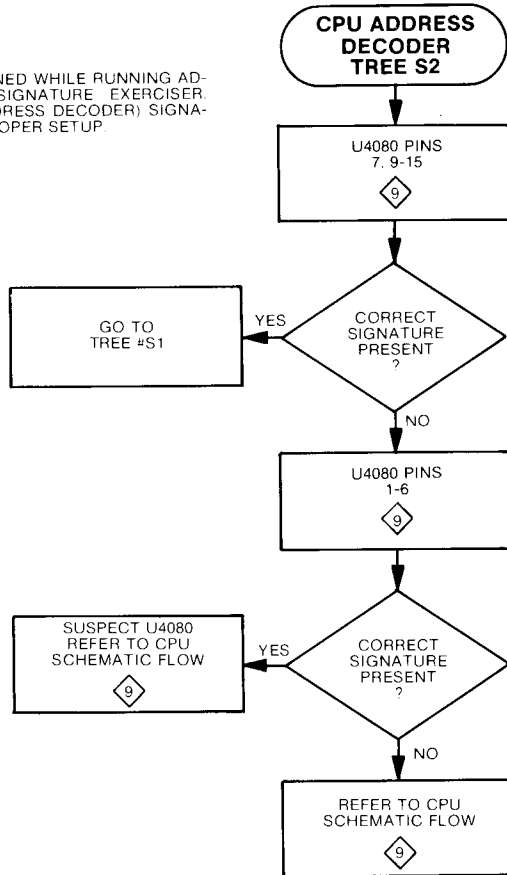 CPU ADDRESS
DECODER
TREE S2
NED WHILE RUNNING AD-
SIGNATURE EXERCISER.
DRESS DECODER) SIGNA-
OPER SETUP.
U4080 PINS
7, 9-15
9
CORRECT
SIGNATURE
PRESENT
?
YES
GO TO
TREE #S1
NO
U4080 PINS
1-6
9
CORRECT
SIGNATURE
PRESENT
?
YES
SUSPECT U4080
REFER TO CPU
SCHEMATIC FLOW
9
NO
REFER TO CPU
SCHEMATIC FLOW
9